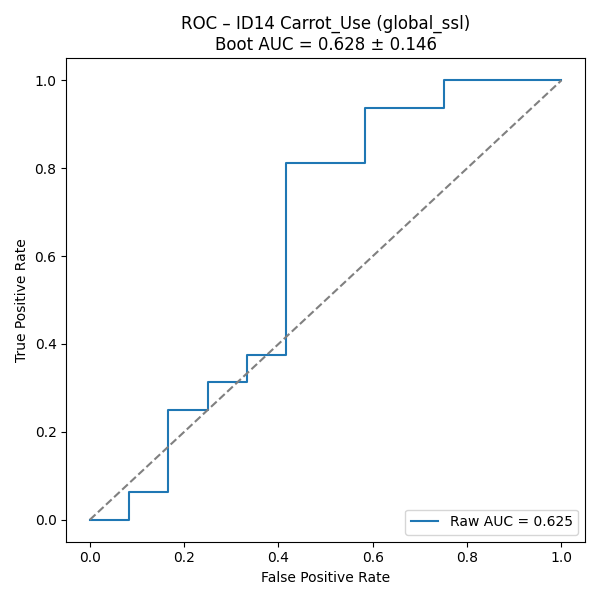 ROC – ID14 Carrot_Use (global_ssl)
Boot AUC = 0.628 ± 0.146
True Positive Rate
1.0
0.8
0.6
0.4
0.2
0.0
Raw AUC = 0.625
0.0 0.2 0.4 0.6 0.8 1.0
False Positive Rate